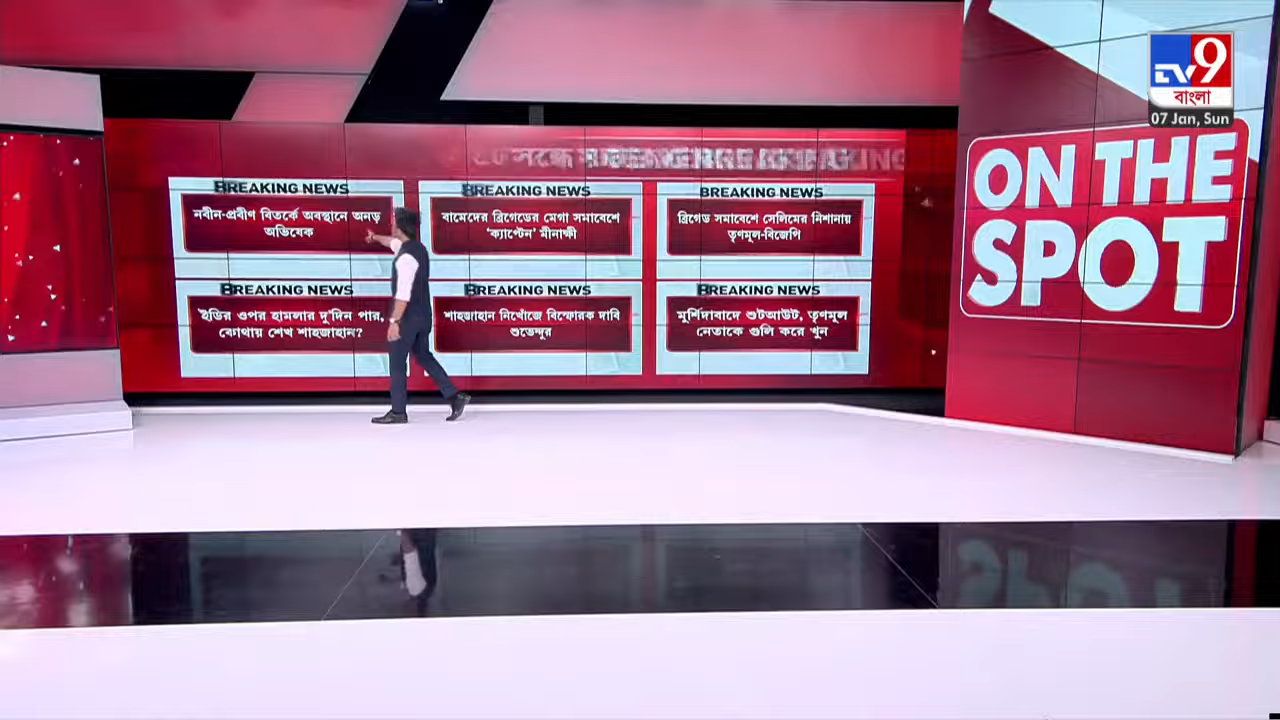 TV9
বাংলা
07 Jan, Sun
ON THE
SPOT
BREAKING NEWS
নবীন-প্রবীণ বিতর্কে অবস্থানে অনড়
অভিষেক
BREAKING NEWS
বামেদের ব্রিগেডের মেগা সমাবেশে
‘ক্যাপ্টেন’ মীনাক্ষী
BREAKING NEWS
ব্রিগেড সমাবেশে সেলিমের নিশানায়
তৃণমূল-বিজেপি
BREAKING NEWS
ইডির ওপর হামলার দু'দিন পার,
কোথায় শেখ শাহজাহান?
BREAKING NEWS
শাহজাহান নিখোঁজে বিস্ফোরক দাবি
শুভেন্দুর
BREAKING NEWS
মুর্শিদাবাদে শুটআউট, তৃণমূল
নেতাকে গুলি করে খুন